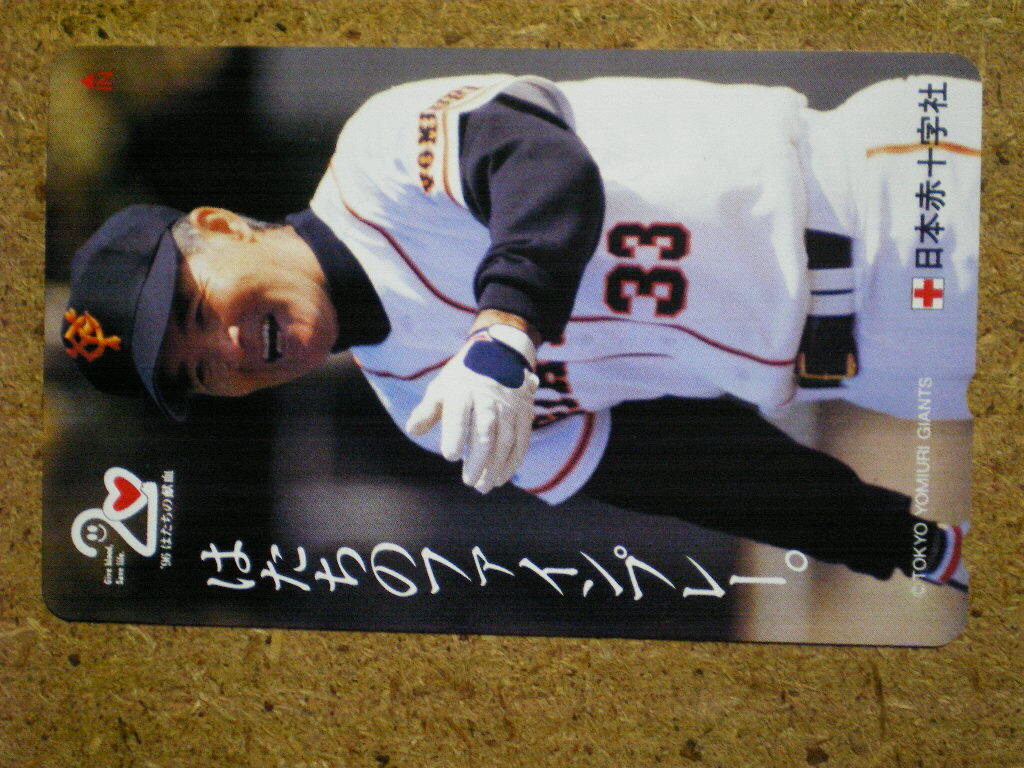 IN
YOMIURI
33
Give blood.
Save life.
'96 はたちの献血
はたちのファインプレー。
©TOKYO YOMIURI GIANTS
日本赤十字社